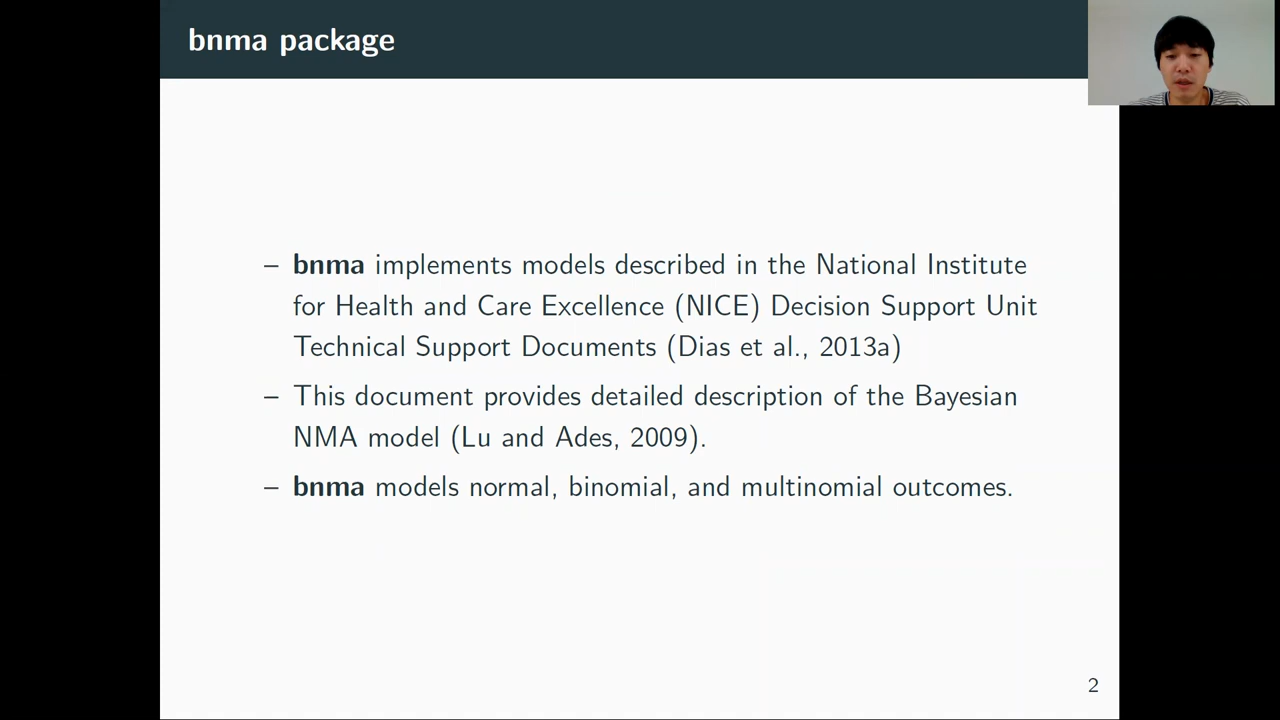 bnma package
– bnma implements models described in the National Institute
for Health and Care Excellence (NICE) Decision Support Unit
Technical Support Documents (Dias et al., 2013a)
– This document provides detailed description of the Bayesian
NMA model (Lu and Ades, 2009).
– bnma models normal, binomial, and multinomial outcomes.
2